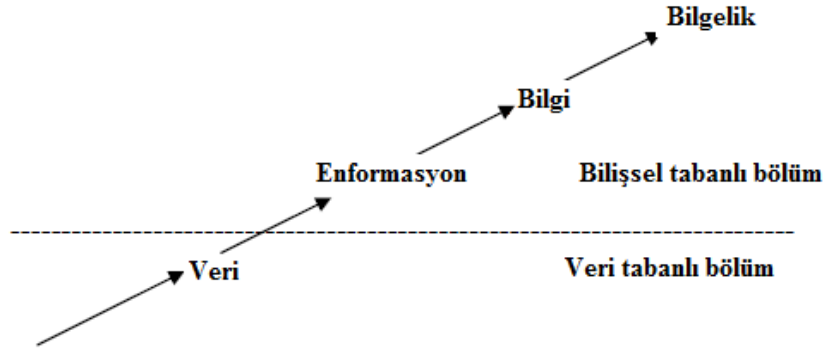 Bilgelik
Bilgi
Enformasyon
Bilişsel tabanlı bölüm
Veri
Veri tabanlı bölüm